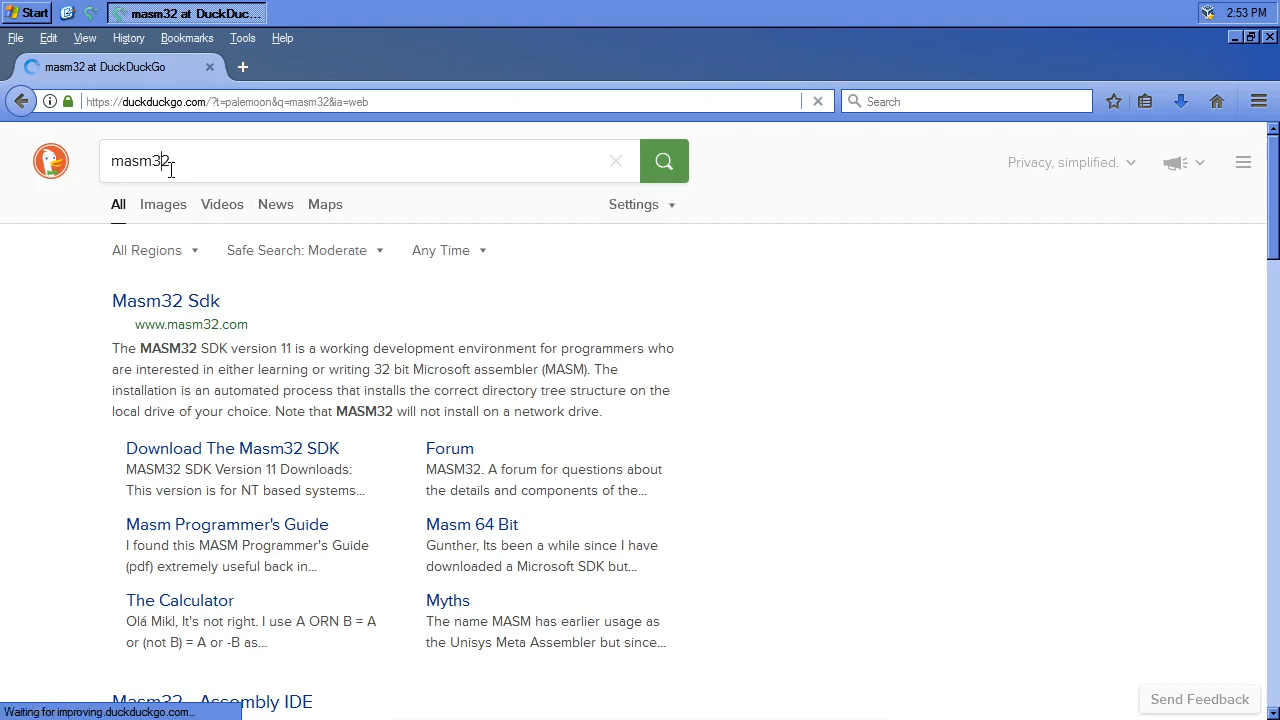 Start
masm32 at DuckDuc...
2:53 PM
File Edit View History Bookmarks Tools Help
masm32 at DuckDuckGo
https://duckduckgo.com/?t=palemoon&q=masm32&ia=web
Search
masm32
Privacy, simplified.
All Images Videos News Maps Settings
All Regions Safe Search: Moderate Any Time
Masm32 Sdk
www.masm32.com
The MASM32 SDK version 11 is a working development environment for programmers who
are interested in either learning or writing 32 bit Microsoft assembler (MASM). The
installation is an automated process that installs the correct directory tree structure on the
local drive of your choice. Note that MASM32 will not install on a network drive.
Download The Masm32 SDK
MASM32 SDK Version 11 Downloads:
This version is for NT based systems...
Forum
MASM32. A forum for questions about
the details and components of the...
Masm Programmer's Guide
I found this MASM Programmer's Guide
(pdf) extremely useful back in...
Masm 64 Bit
Gunther, Its been a while since I have
downloaded a Microsoft SDK but...
The Calculator
Olá Mikl, It's not right. I use A ORN B = A
or (not B) = A or -B as...
Myths
The name MASM has earlier usage as
the Unisys Meta Assembler but since...
Masm32 - Assembly IDE
Send Feedback
Waiting for improving.duckduckgo.com...